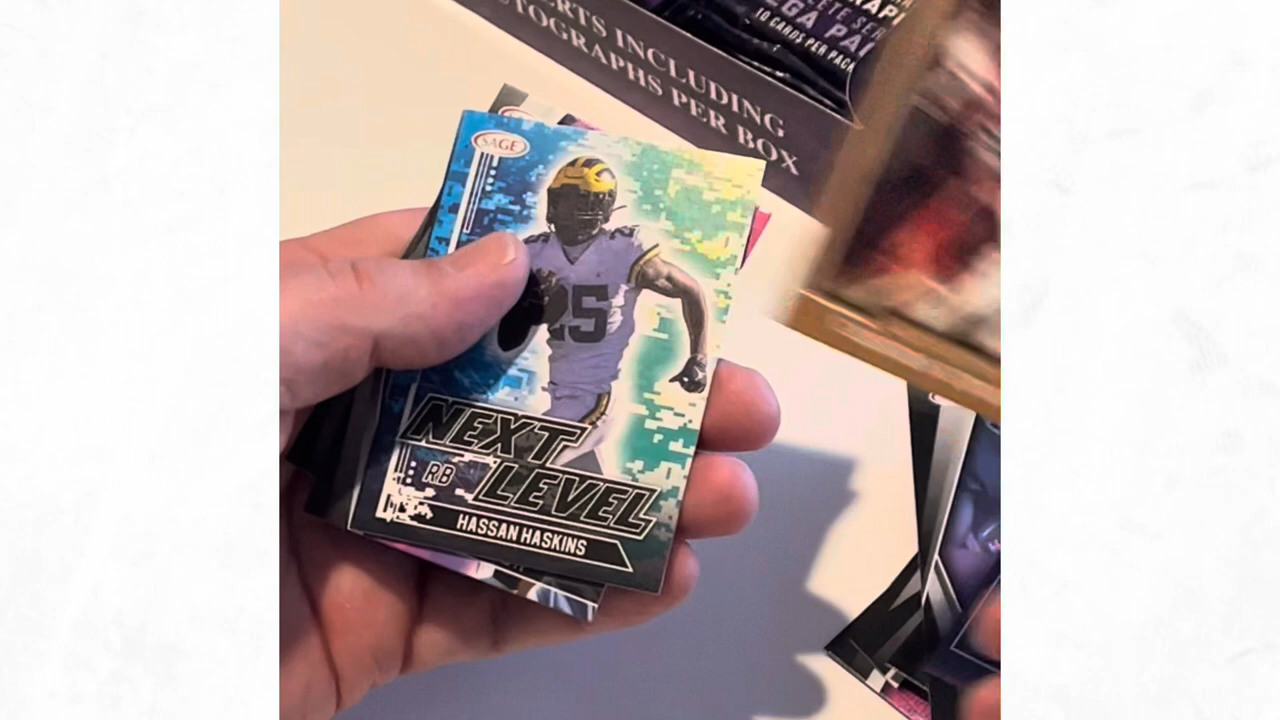 ERTS INCLUDING
TOGRAPHS PER BOX
10 CARDS PER PACK
SAGE
25
NEXT
LEVEL
RB
HASSAN HASKINS